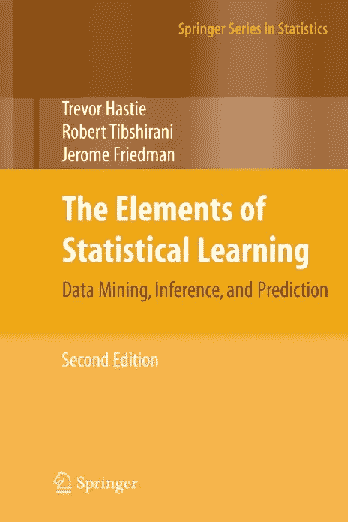 Springer Series in Statistics
Trevor Hastie
Robert Tibshirani
Jerome Friedman
The Elements of
Statistical Learning
Data Mining, Inference, and Prediction
Second Edition
Springer